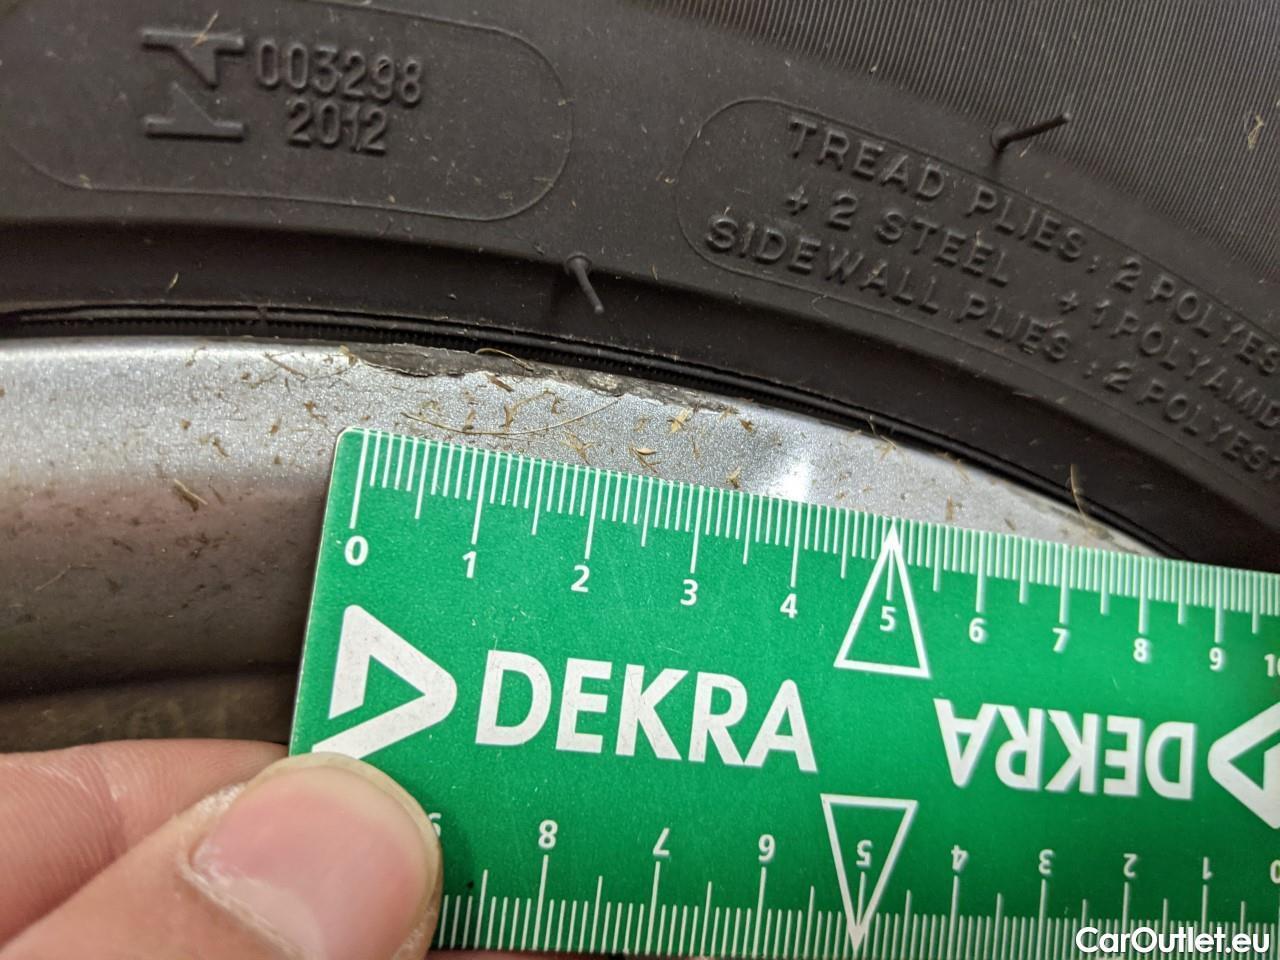 003298
2012
TREAD PLIES: 2 POLYES
+ 2 STEEL + 1 POLYAMID
SIDEWALL PLIES: 2 POLYEST
0 1 2 3 4 5 6 7 8 9 10
DEKRA
DEKRA
8 7 6 5 4 3 2 1 0
CarOutlet.eu